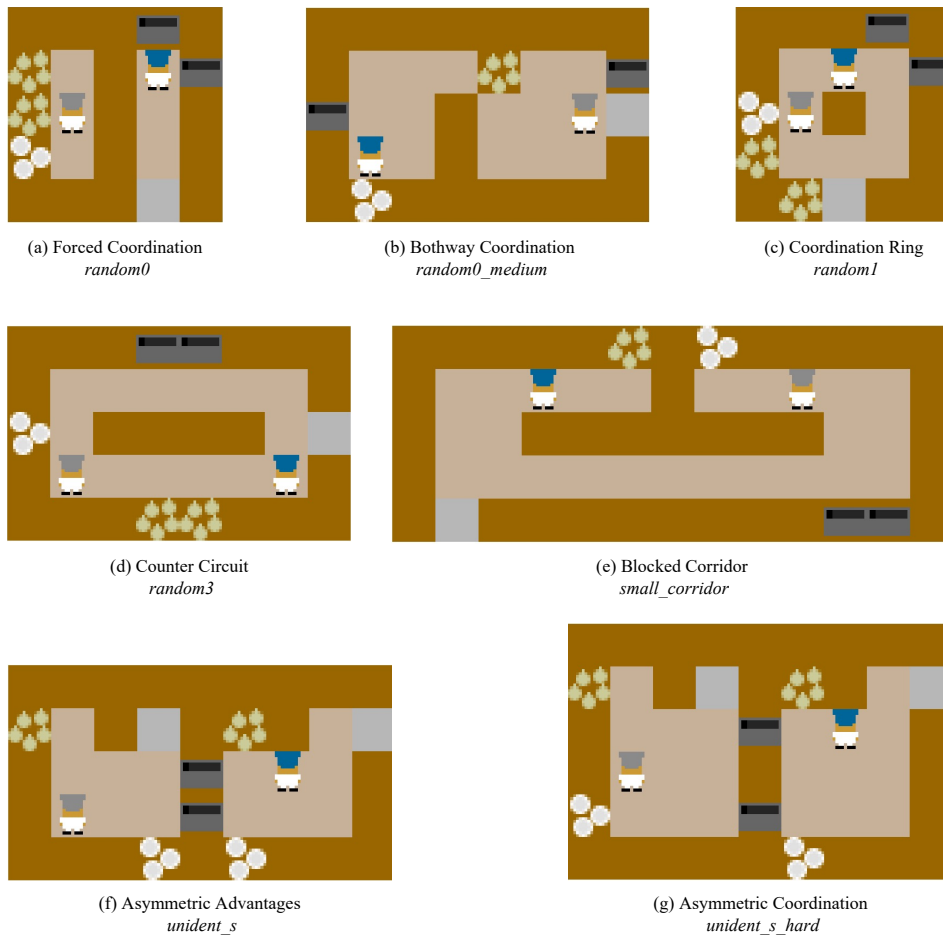 (a) Forced Coordination
random0
(b) Bothway Coordination
random0_medium
(c) Coordination Ring
random1
(d) Counter Circuit
random3
(e) Blocked Corridor
small_corridor
(f) Asymmetric Advantages
unident_s
(g) Asymmetric Coordination
unident_s_hard